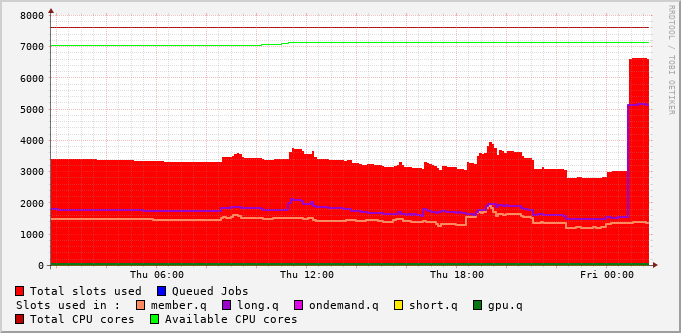 8000
7000
6000
5000
4000
3000
2000
1000
0
Thu 06:00 Thu 12:00 Thu 18:00 Fri 00:00
RRDTOOL / TOBI OETIKER
Total slots used Queued Jobs
Slots used in : member.q long.q ondemand.q short.q gpu.q
Total CPU cores Available CPU cores